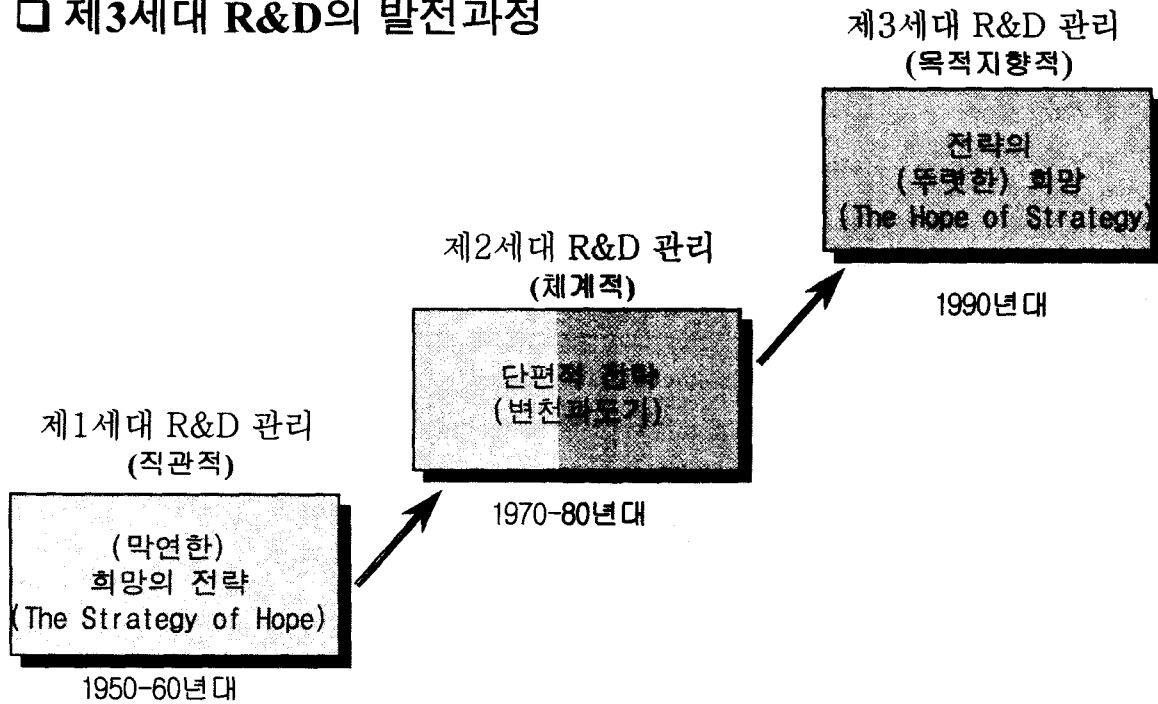 □ 제3세대 R&D의 발전과정
제3세대 R&D 관리
(목적지향적)
전략의
(뚜렷한) 희망
(The Hope of Strategy)
1990년대
제2세대 R&D 관리
(체계적)
단편적 전략
(변천과도기)
1970-80년대
제1세대 R&D 관리
(직관적)
(막연한)
희망의 전략
(The Strategy of Hope)
1950-60년대